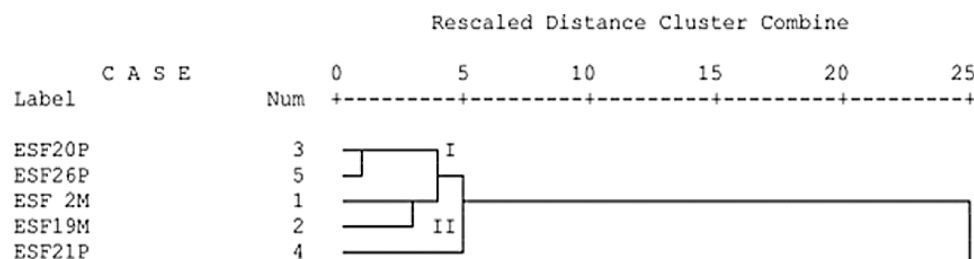 Rescaled Distance Cluster Combine
C A S E 0 5 10 15 20 25
Label Num +---------+---------+---------+---------+---------+
ESF20P 3 I
ESF26P 5
ESF 2M 1
ESF19M 2 II
ESF21P 4